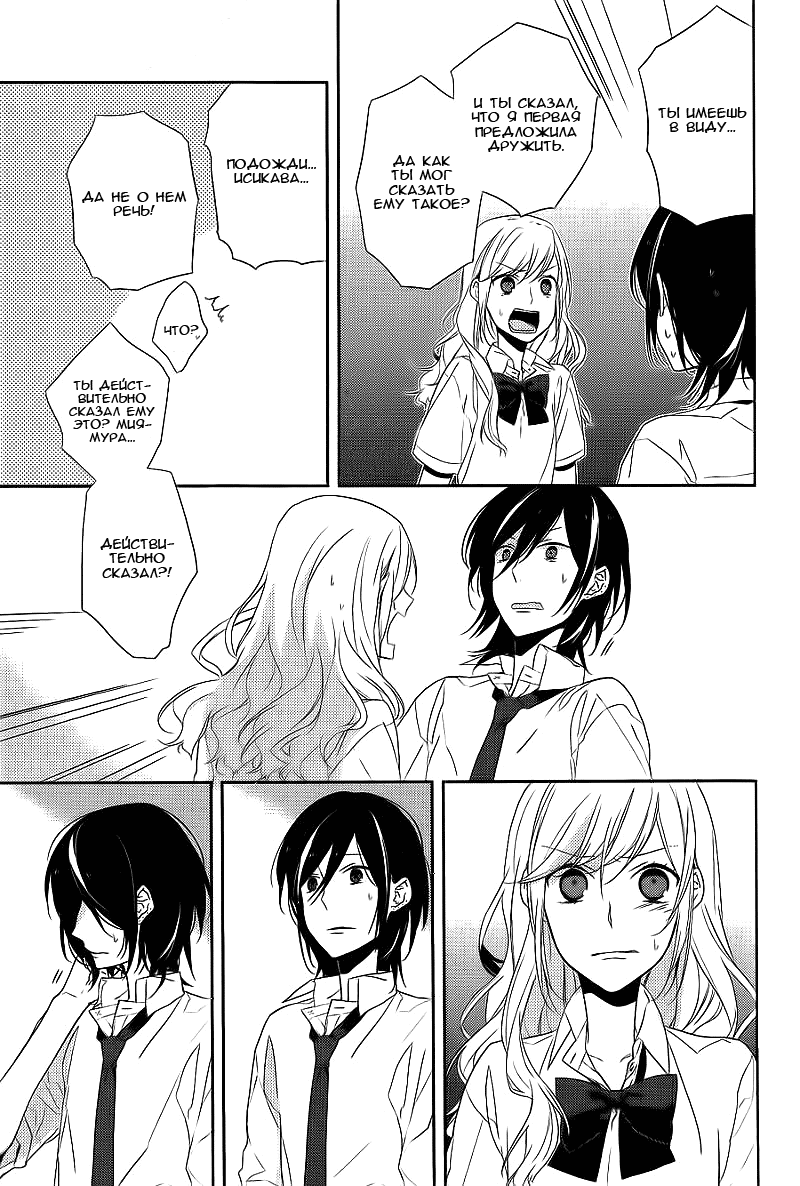 ТЫ ИМЕЕШЬ
В ВИДУ...
И ТЫ СКАЗАЛ,
ЧТО Я ПЕРВАЯ
ПРЕДЛОЖИЛА
ДРУЖИТЬ.
ДА КАК
ТЫ МОГ
СКАЗАТЬ
ЕМУ ТАКОЕ?
ПОДОЖДИ...
ИСИКАВА...
ДА НЕ О НЕМ
РЕЧЬ!
ЧТО?
ТЫ ДЕЙСТ-
ВИТЕЛЬНО
СКАЗАЛ ЕМУ
ЭТО? МИЯ-
МУРА...
ДЕЙСТВИ-
ТЕЛЬНО
СКАЗАЛ?!